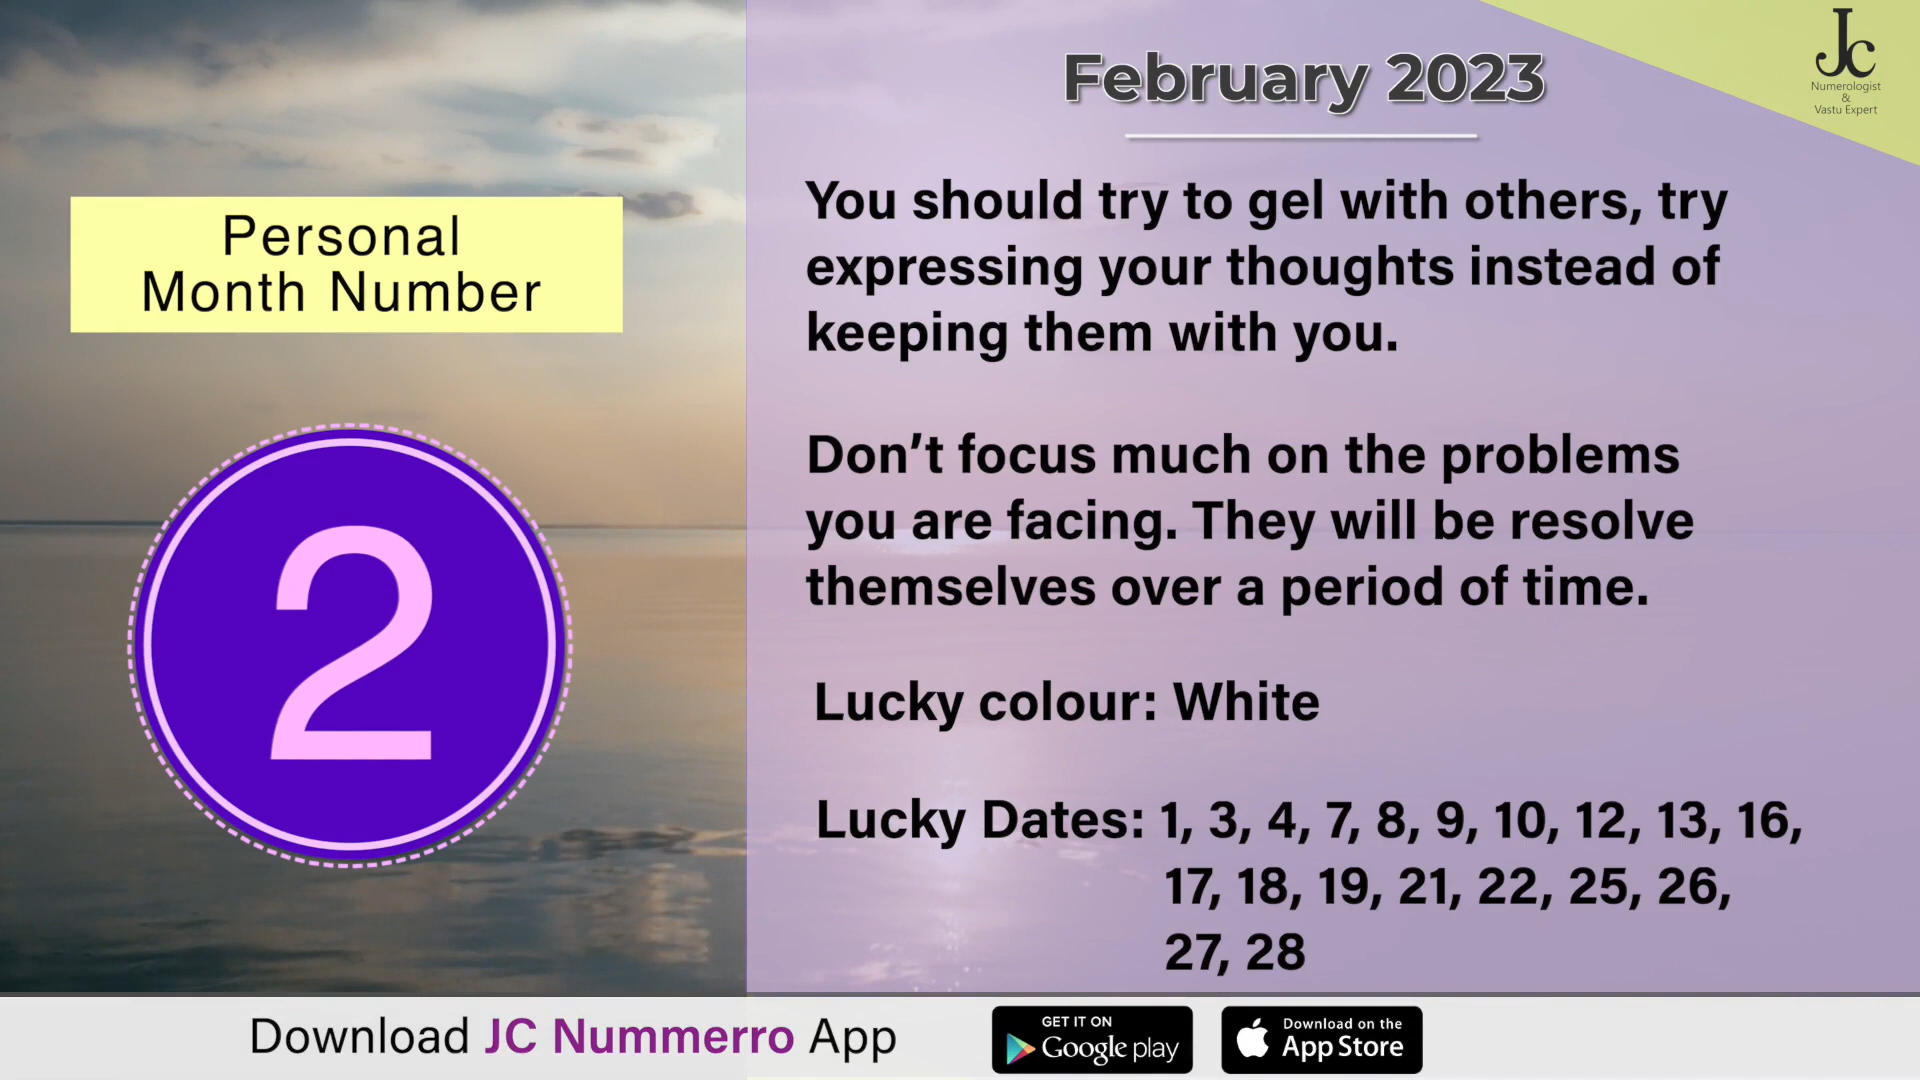 February 2023
Jc
Numerologist
&
Vastu Expert
Personal
Month Number
2
You should try to gel with others, try
expressing your thoughts instead of
keeping them with you.
Don’t focus much on the problems
you are facing. They will be resolve
themselves over a period of time.
Lucky colour: White
Lucky Dates: 1, 3, 4, 7, 8, 9, 10, 12, 13, 16,
17, 18, 19, 21, 22, 25, 26,
27, 28
Download JC Nummerro App
GET IT ON
Google play
Download on the
App Store